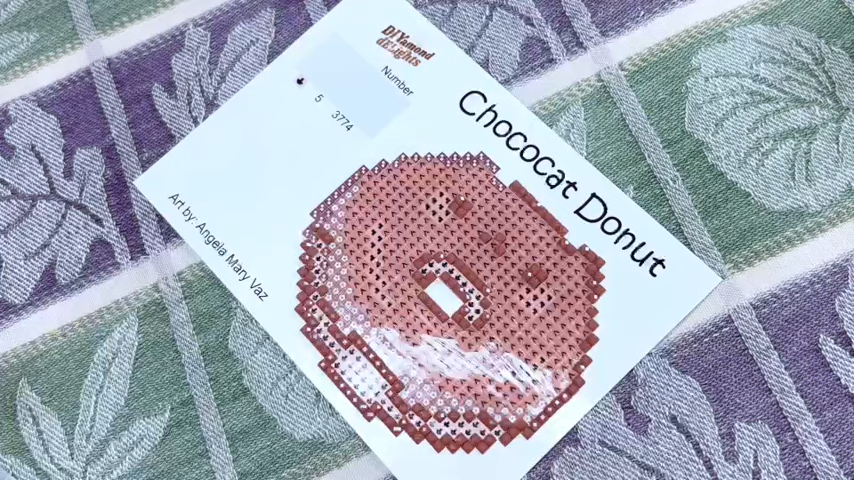 DIYamond
dELights
Number
5 3774
Chococat Donut
Art by: Angela Mary Vaz